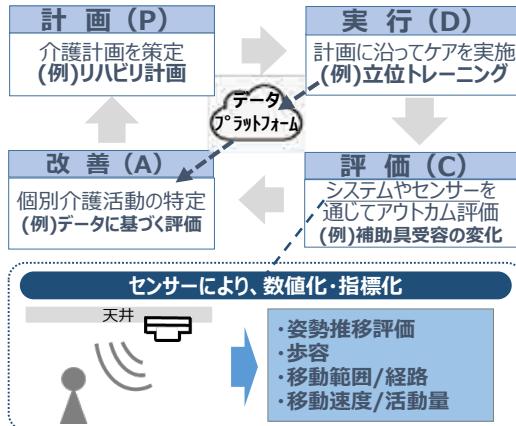 計 画（P）
介護計画を策定
(例)リハビリ計画
実 行（D）
計画に沿ってケアを実施
(例)立位トレーニング
データ
プラットフォーム
改 善（A）
個別介護活動の特定
(例)データに基づく評価
評 価（C）
システムやセンサーを
通じてアウトカム評価
(例)補助具受容の変化
センサーにより、数値化・指標化
天井
・姿勢推移評価
・歩容
・移動範囲/経路
・移動速度/活動量